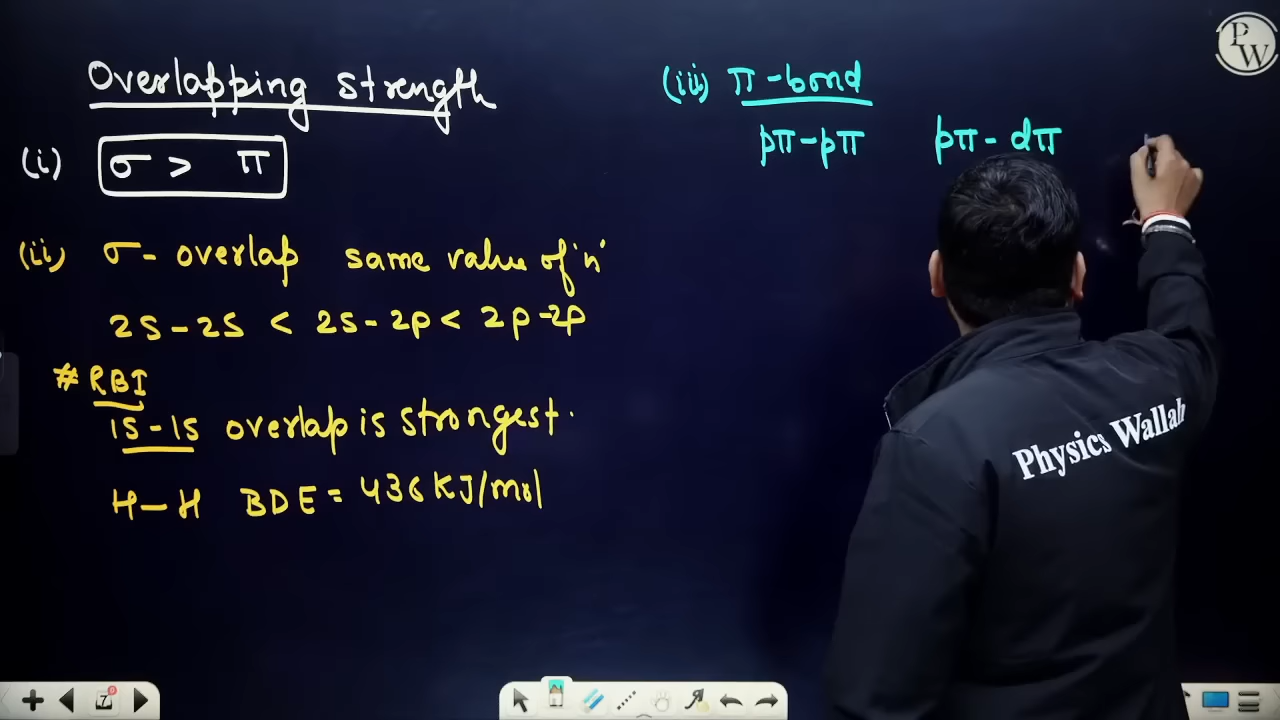 Overlapping strength
(i) σ > π
(ii) σ- overlap same value of 'n'
2s-2s < 2s-2p < 2p-2p
# RBI
1s-1s overlap is strongest.
H-H BDE = 436 KJ/mol
(iii) π-bond
pπ-pπ pπ-dπ
PW
Physics Wallah
7